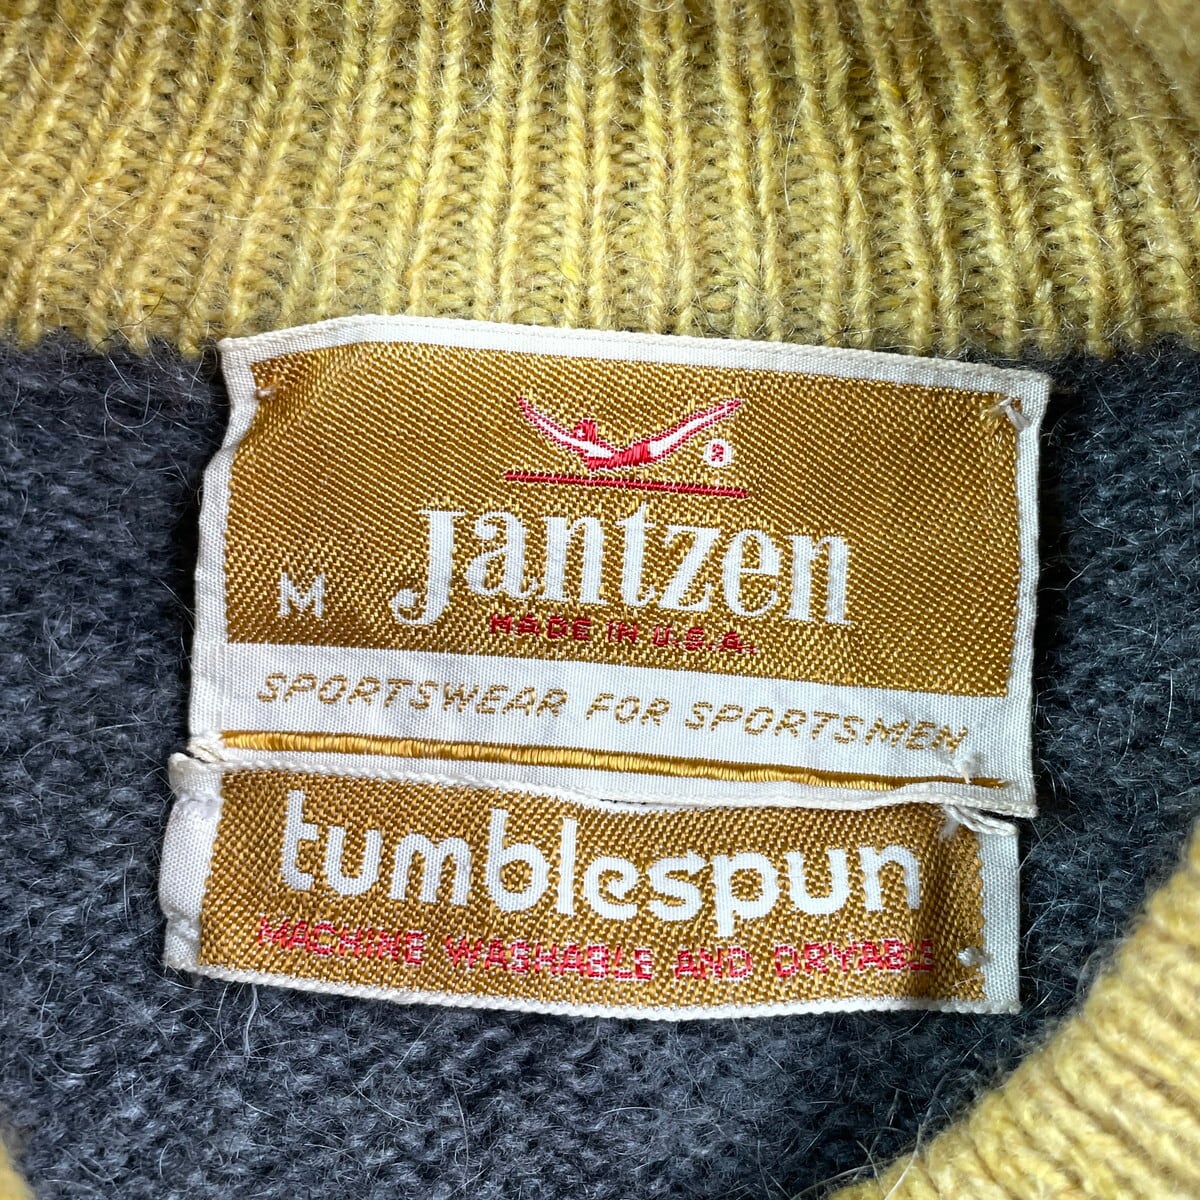 ®
Jantzen
M
MADE IN U.S.A.
SPORTSWEAR FOR SPORTSMEN
tumblespun
MACHINE WASHABLE AND DRYABLE